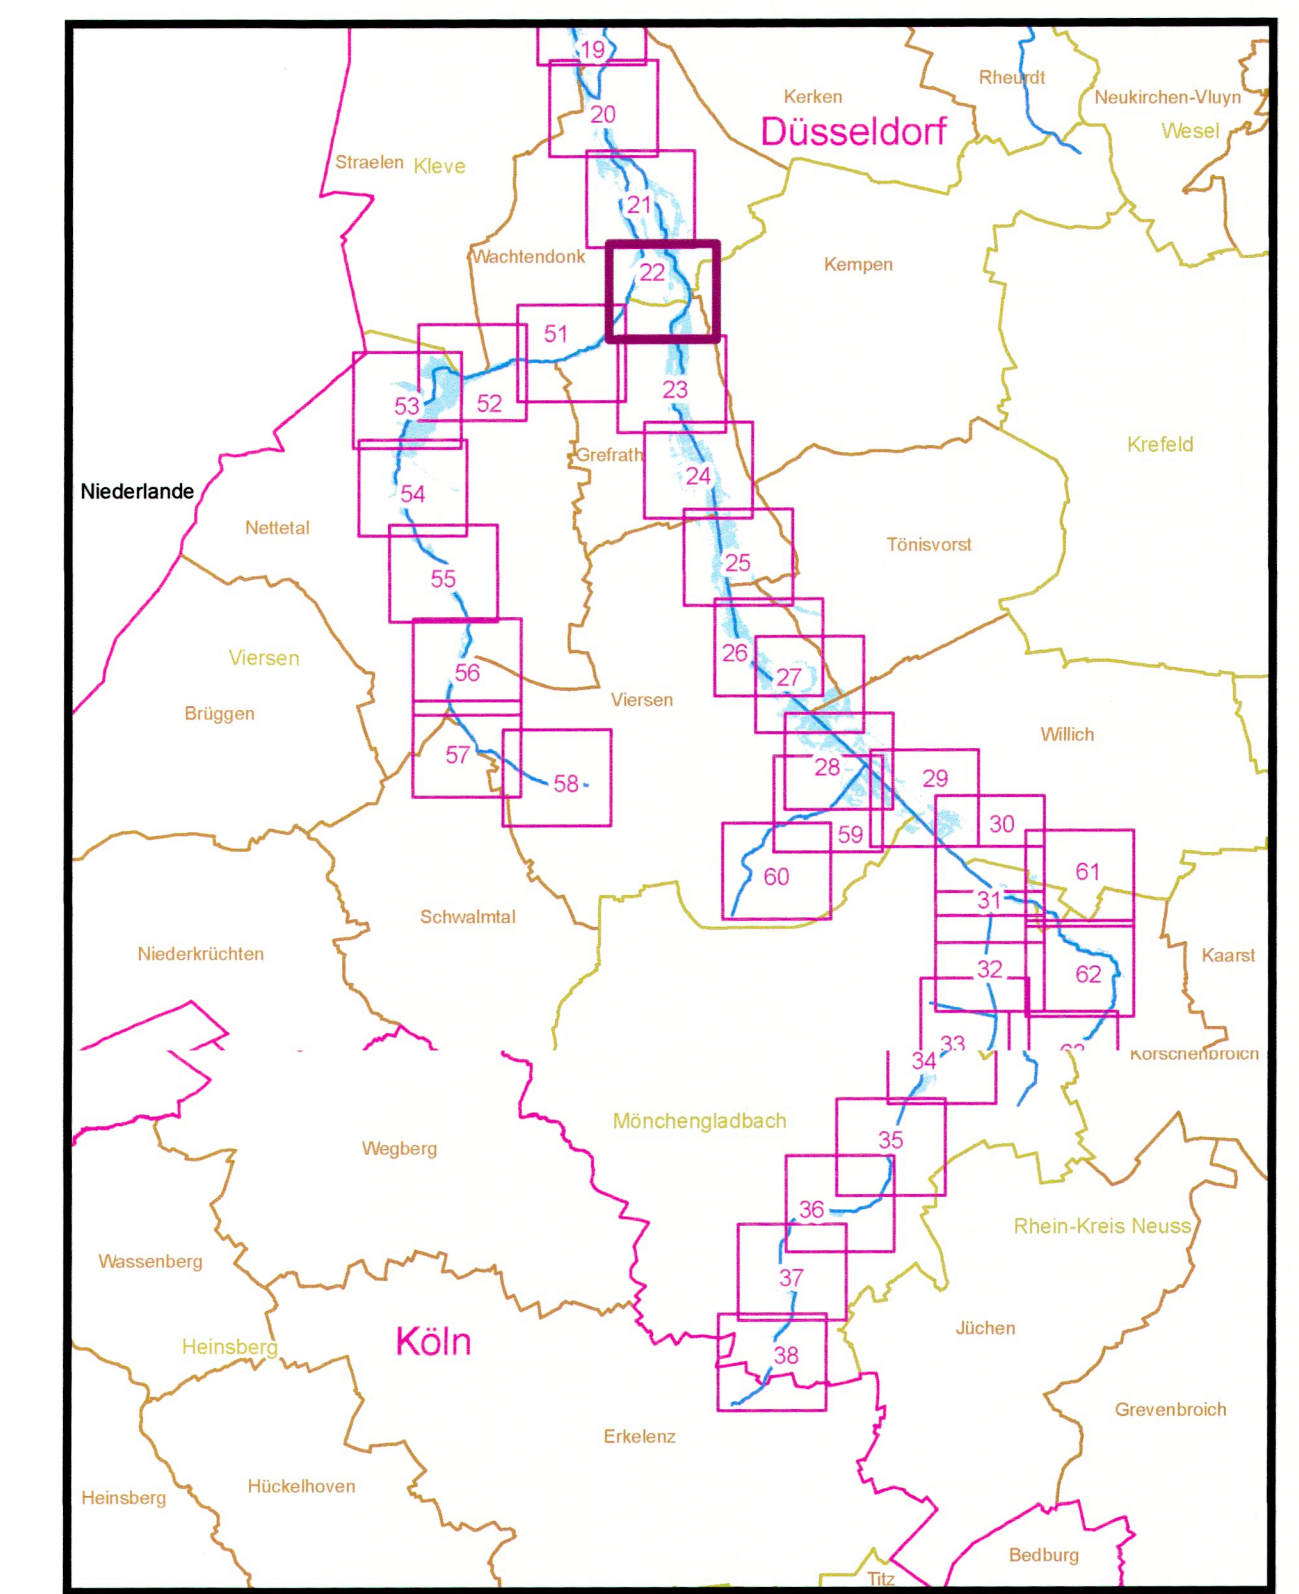 19
Rheurdt
Kerken
Neukirchen-Vluyn
20
Düsseldorf
Wesel
Straelen
Kleve
21
Wachtendonk
22
Kempen
51
23
53
52
Krefeld
Grefrath
24
Niederlande
54
Nettetal
Tönisvorst
25
55
26
Viersen
56
27
Viersen
Brüggen
Willich
57
28
29
58
30
59
61
60
31
Schwalmtal
Niederkrüchten
Kaarst
32
62
33
63
Korschenbroich
34
Mönchengladbach
35
Wegberg
36
Rhein-Kreis Neuss
Wassenberg
37
Jüchen
Heinsberg
Köln
38
Grevenbroich
Erkelenz
Hückelhoven
Heinsberg
Bedburg
Titz